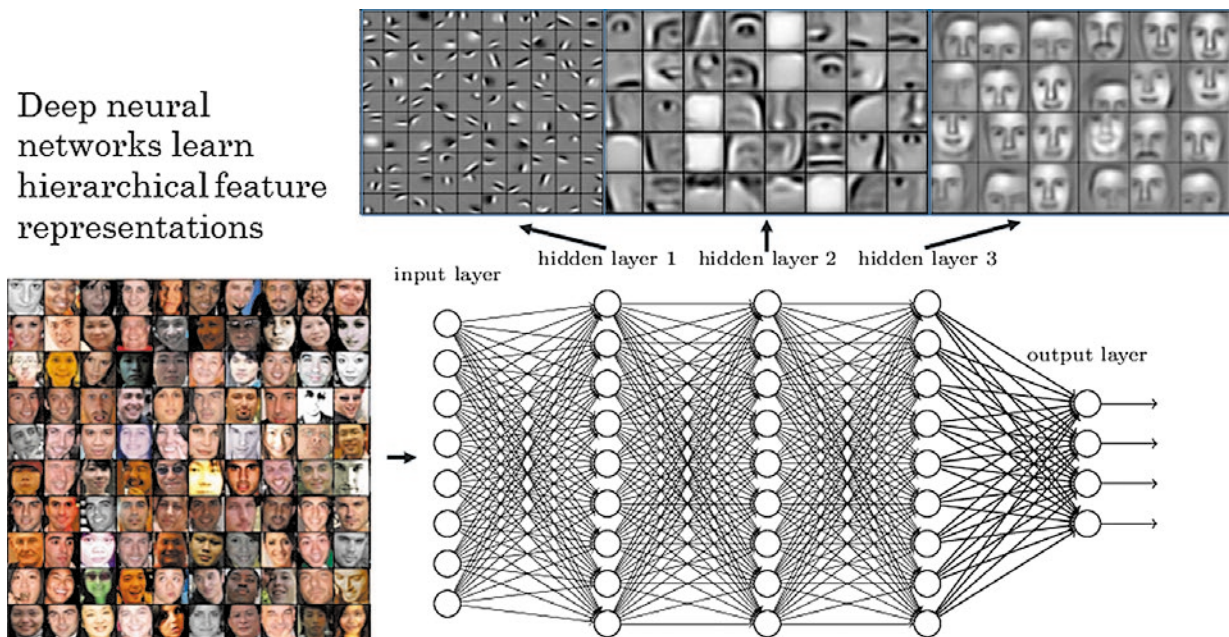 Deep neural
networks learn
hierarchical feature
representations
hidden layer 1 hidden layer 2 hidden layer 3
input layer
output layer